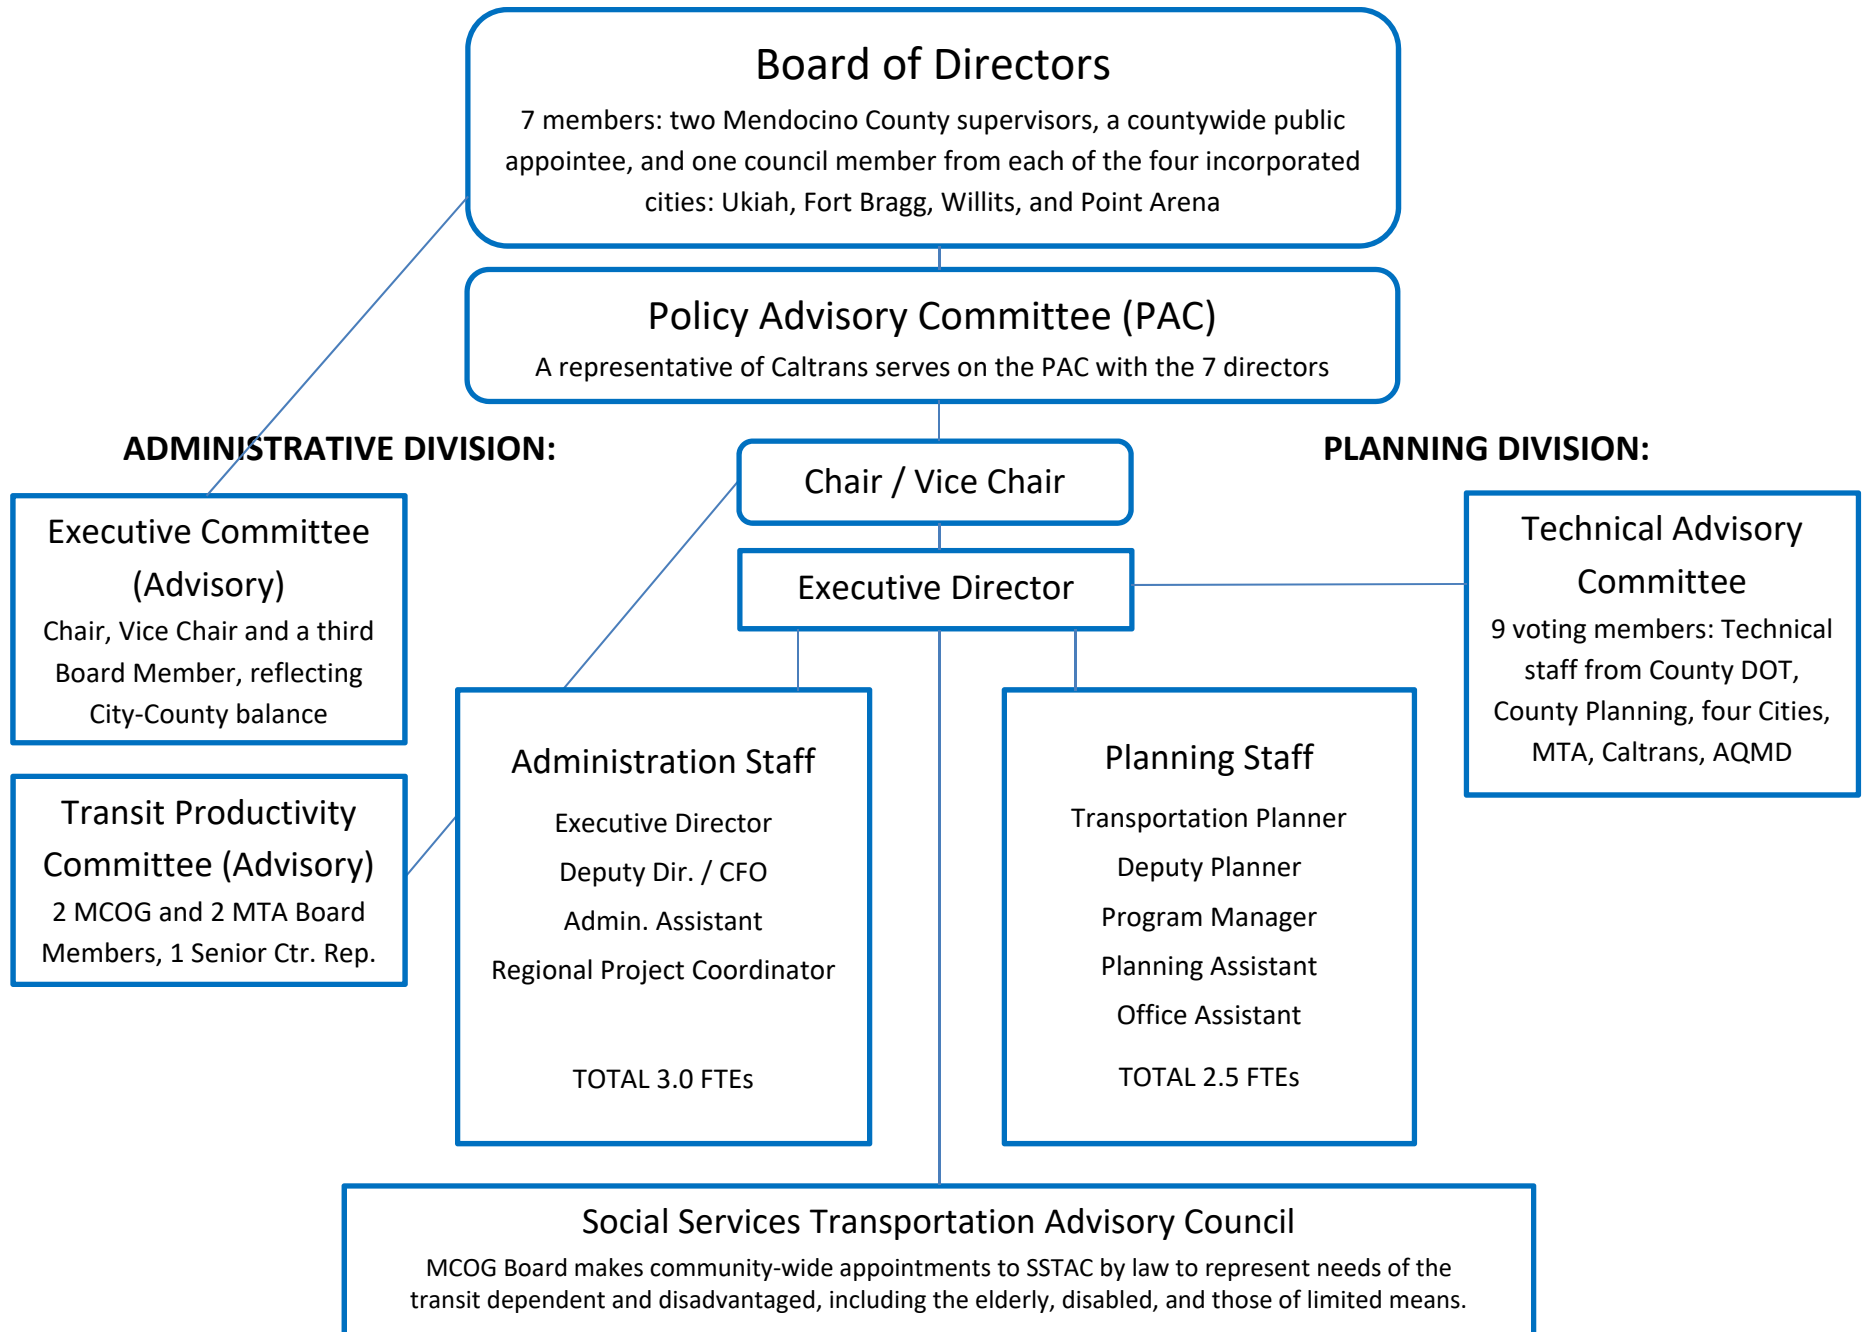 Board of Directors
7 members: two Mendocino County supervisors, a countywide public
appointee, and one council member from each of the four incorporated
cities: Ukiah, Fort Bragg, Willits, and Point Arena
Policy Advisory Committee (PAC)
A representative of Caltrans serves on the PAC with the 7 directors
ADMINISTRATIVE DIVISION:
PLANNING DIVISION:
Chair / Vice Chair
Executive Director
Executive Committee
(Advisory)
Chair, Vice Chair and a third
Board Member, reflecting
City-County balance
Technical Advisory
Committee
9 voting members: Technical
staff from County DOT,
County Planning, four Cities,
MTA, Caltrans, AQMD
Transit Productivity
Committee (Advisory)
2 MCOG and 2 MTA Board
Members, 1 Senior Ctr. Rep.
Administration Staff
Executive Director
Deputy Dir. / CFO
Admin. Assistant
Regional Project Coordinator
TOTAL 3.0 FTEs
Planning Staff
Transportation Planner
Deputy Planner
Program Manager
Planning Assistant
Office Assistant
TOTAL 2.5 FTEs
Social Services Transportation Advisory Council
MCOG Board makes community-wide appointments to SSTAC by law to represent needs of the
transit dependent and disadvantaged, including the elderly, disabled, and those of limited means.